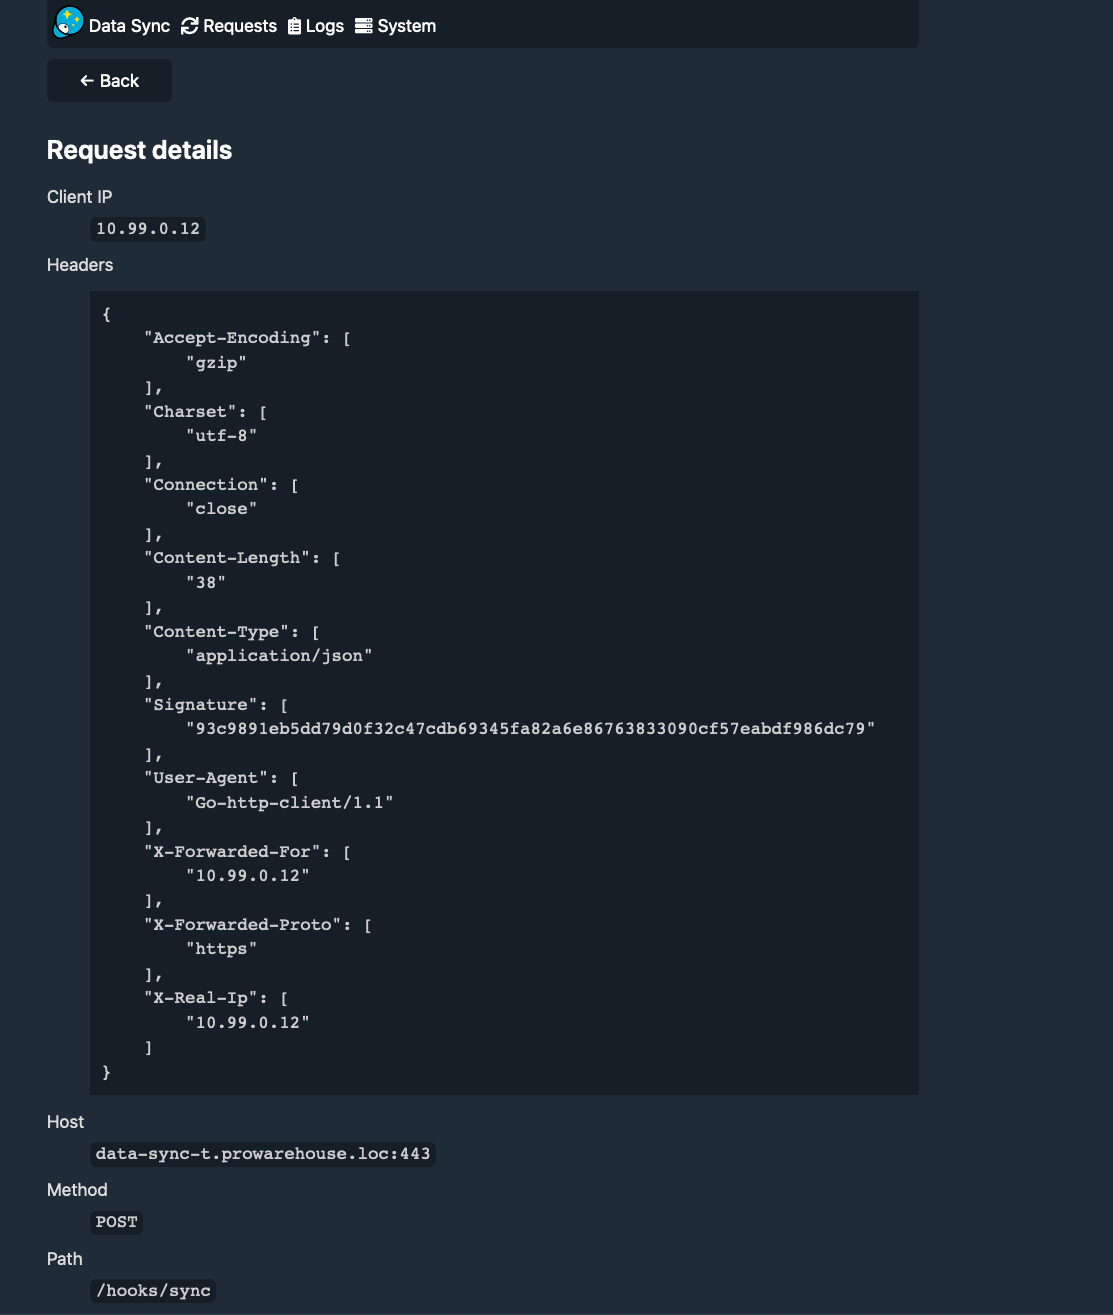 Data Sync Requests Logs System
← Back
Request details
Client IP
10.99.0.12
Headers
{
    "Accept-Encoding": [
        "gzip"
    ],
    "Charset": [
        "utf-8"
    ],
    "Connection": [
        "close"
    ],
    "Content-Length": [
        "38"
    ],
    "Content-Type": [
        "application/json"
    ],
    "Signature": [
        "93c9891eb5dd79d0f32c47cdb69345fa82a6e86763833090cf57eabdf986dc79"
    ],
    "User-Agent": [
        "Go-http-client/1.1"
    ],
    "X-Forwarded-For": [
        "10.99.0.12"
    ],
    "X-Forwarded-Proto": [
        "https"
    ],
    "X-Real-Ip": [
        "10.99.0.12"
    ]
}
Host
data-sync-t.prowarehouse.loc:443
Method
POST
Path
/hooks/sync